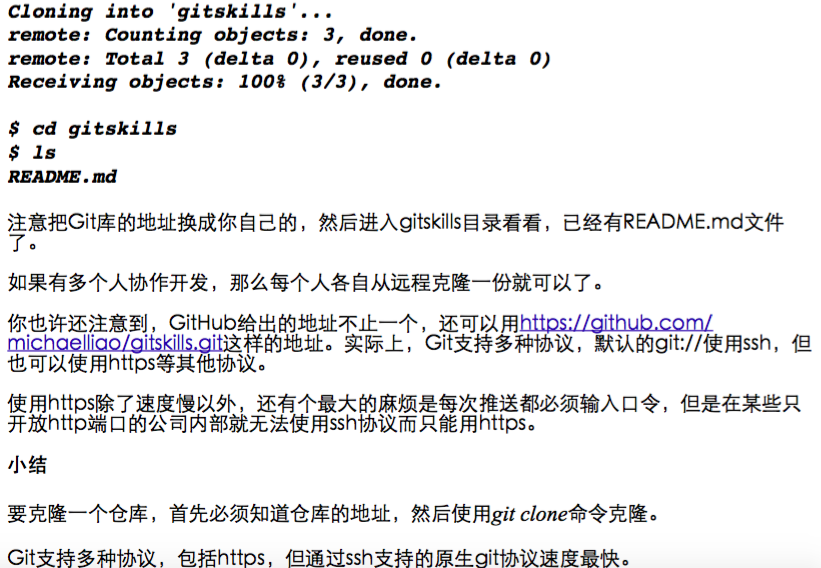 Cloning into 'gitskills'...
remote: Counting objects: 3, done.
remote: Total 3 (delta 0), reused 0 (delta 0)
Receiving objects: 100% (3/3), done.
$ cd gitskills
$ ls
README.md
注意把Git库的地址换成你自己的，然后进入gitskills目录看看，已经有README.md文件
了。
如果有多个人协作开发，那么每个人各自从远程克隆一份就可以了。
你也许还注意到，GitHub给出的地址不止一个，还可以用https://github.com/
michaelliao/gitskills.git这样的地址。实际上，Git支持多种协议，默认的git://使用ssh，但
也可以使用https等其他协议。
使用https除了速度慢以外，还有个最大的麻烦是每次推送都必须输入口令，但是在某些只
开放http端口的公司内部就无法使用ssh协议而只能用https。
小结
要克隆一个仓库，首先必须知道仓库的地址，然后使用git clone命令克隆。
Git支持多种协议，包括https，但通过ssh支持的原生git协议速度最快。